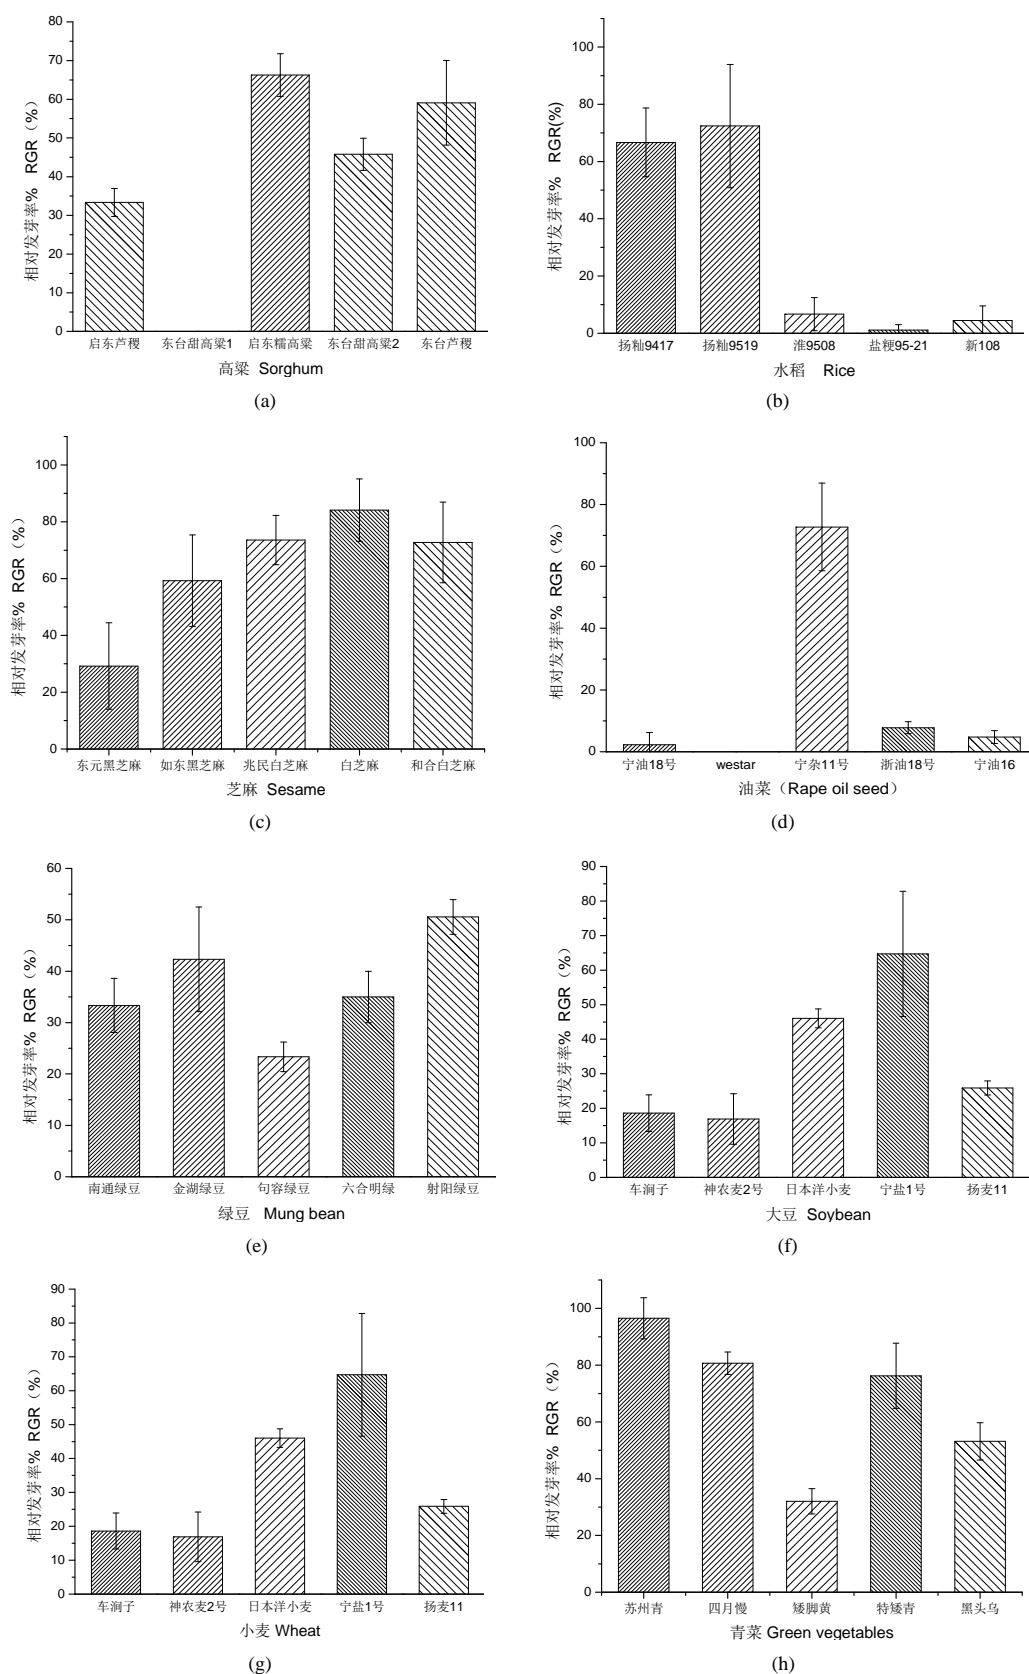 相对发芽率% RGR（%）
80
70
60
50
40
30
20
10
0
启东芦稷 东台甜高粱1 启东糯高粱 东台甜高粱2 东台芦稷
高粱 Sorghum
(a)
相对发芽率% RGR(%)
100
80
60
40
20
0
扬籼9417 扬籼9519 淮9508 盐粳95-21 新108
水稻 Rice
(b)
相对发芽率% RGR（%）
100
80
60
40
20
0
东元黑芝麻 如东黑芝麻 兆民白芝麻 白芝麻 和合白芝麻
芝麻 Sesame
(c)
相对发芽率% RGR（%）
100
80
60
40
20
0
宁油18号 westar 宁杂11号 浙油18号 宁油16
油菜（Rape oil seed）
(d)
相对发芽率% RGR（%）
60
50
40
30
20
10
0
南通绿豆 金湖绿豆 句容绿豆 六合明绿 射阳绿豆
绿豆 Mung bean
(e)
相对发芽率% RGR（%）
90
80
70
60
50
40
30
20
10
0
车涧子 神农麦2号 日本洋小麦 宁盐1号 扬麦11
大豆 Soybean
(f)
相对发芽率% RGR（%）
90
80
70
60
50
40
30
20
10
0
车涧子 神农麦2号 日本洋小麦 宁盐1号 扬麦11
小麦 Wheat
(g)
相对发芽率% RGR（%）
100
80
60
40
20
0
苏州青 四月慢 矮脚黄 特矮青 黑头乌
青菜 Green vegetables
(h)